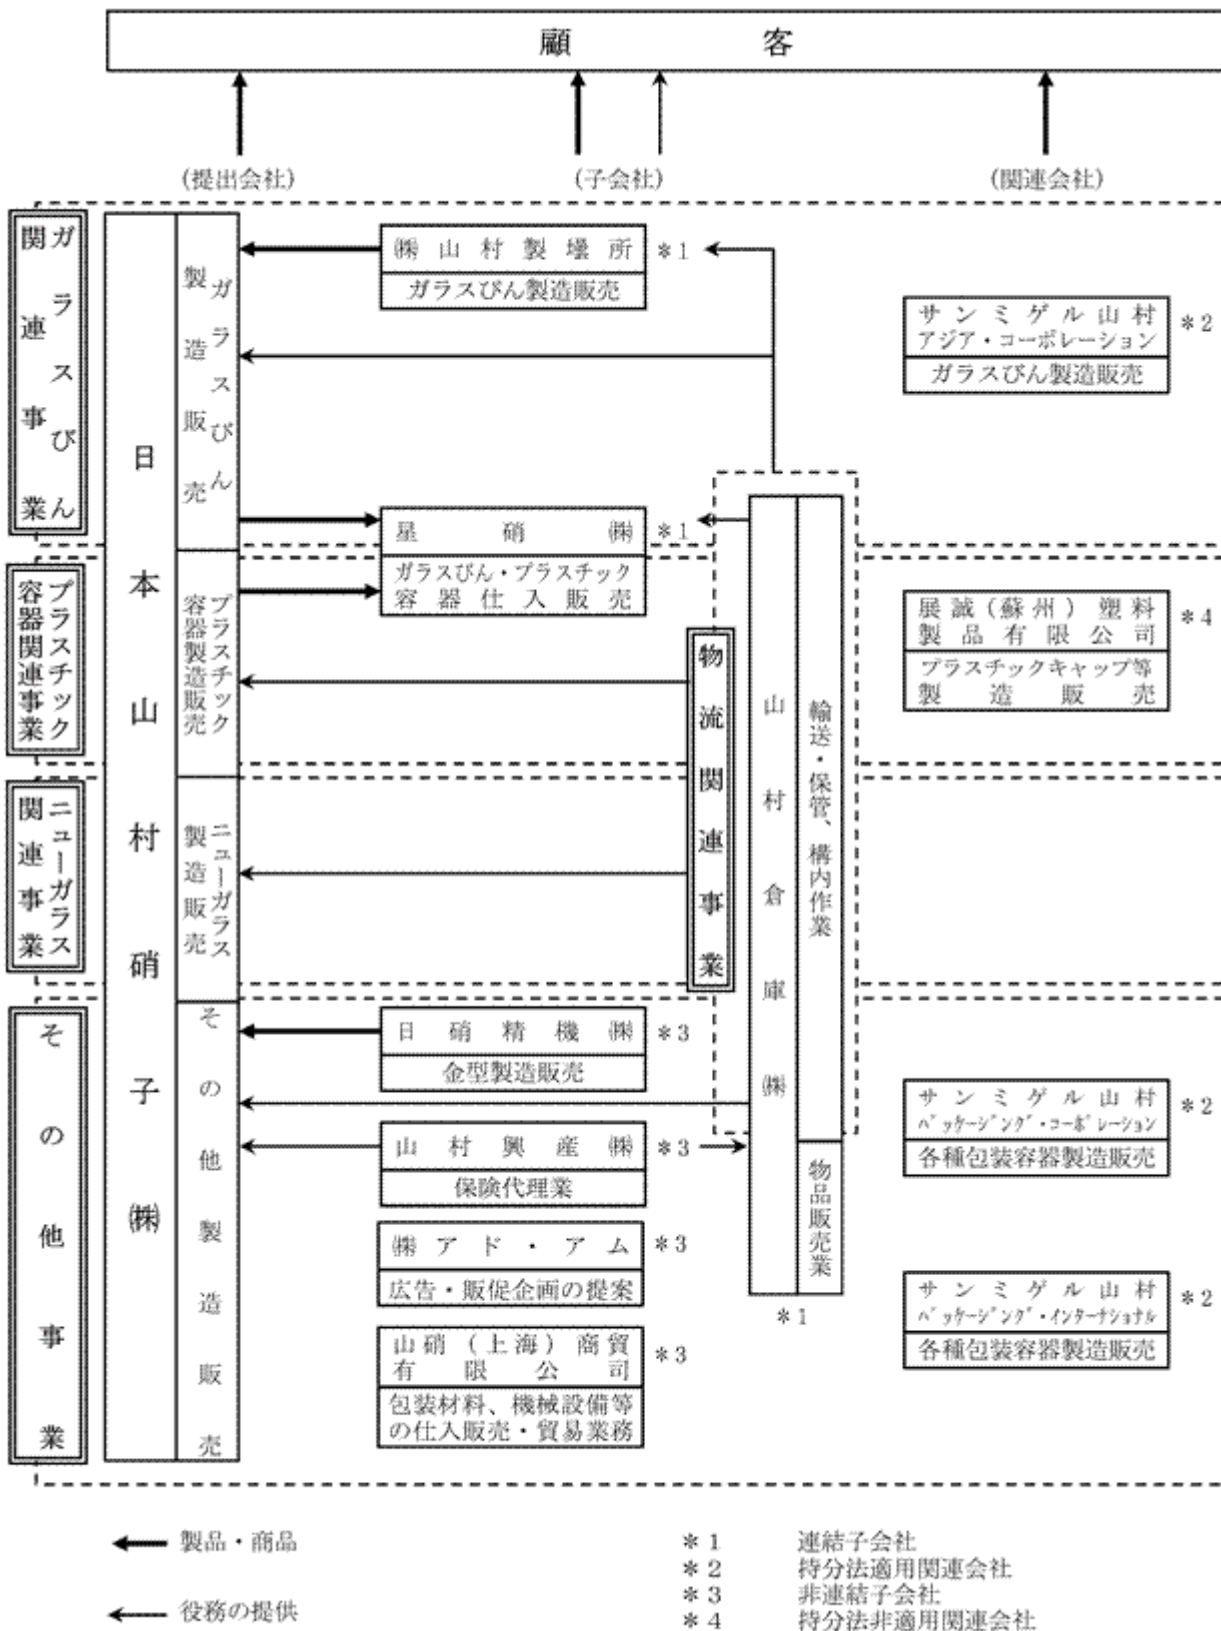 顧客
(提出会社)
(子会社)
(関連会社)
ガラスびん
関連事業
プラスチック
容器関連事業
ニューガラス
関連事業
その他事業
日本山村硝子㈱
ガラスびん
製造販売
プラスチック
容器製造販売
ニューガラス
製造販売
その他製造販売
㈱山村製壜所 *1
ガラスびん製造販売
星硝㈱ *1
ガラスびん・プラスチック
容器仕入販売
物流関連事業
山村倉庫㈱
輸送・保管、構内作業
物品販売業
*1
日硝精機㈱ *3
金型製造販売
山村興産㈱ *3
保険代理業
㈱アド・アム *3
広告・販促企画の提案
山硝(上海)商貿
有限公司
*3
包装材料、機械設備等
の仕入販売・貿易業務
サンミゲル山村
アジア・コーポレーション
*2
ガラスびん製造販売
展誠(蘇州)塑料
製品有限公司
*4
プラスチックキャップ等
製造販売
サンミゲル山村
パッケージング・コーポレーション
*2
各種包装容器製造販売
サンミゲル山村
パッケージング・インターナショナル
*2
各種包装容器製造販売
製品・商品
役務の提供
*1 連結子会社
*2 持分法適用関連会社
*3 非連結子会社
*4 持分法非適用関連会社